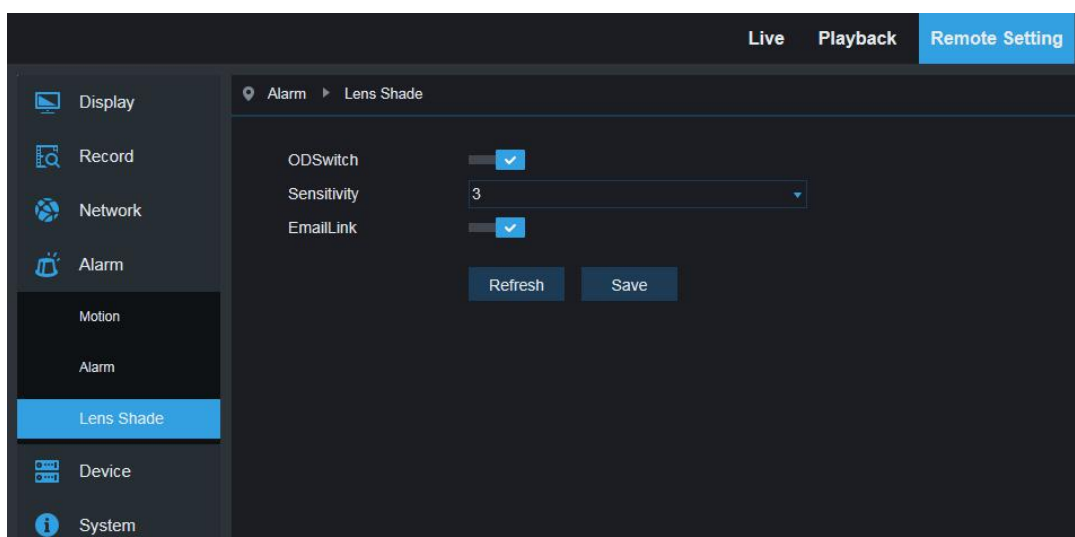 Live Playback Remote Setting
Display
Record
Network
Alarm
Motion
Alarm
Lens Shade
Device
System
Alarm Lens Shade
ODSwitch
Sensitivity 3
EmailLink
Refresh Save